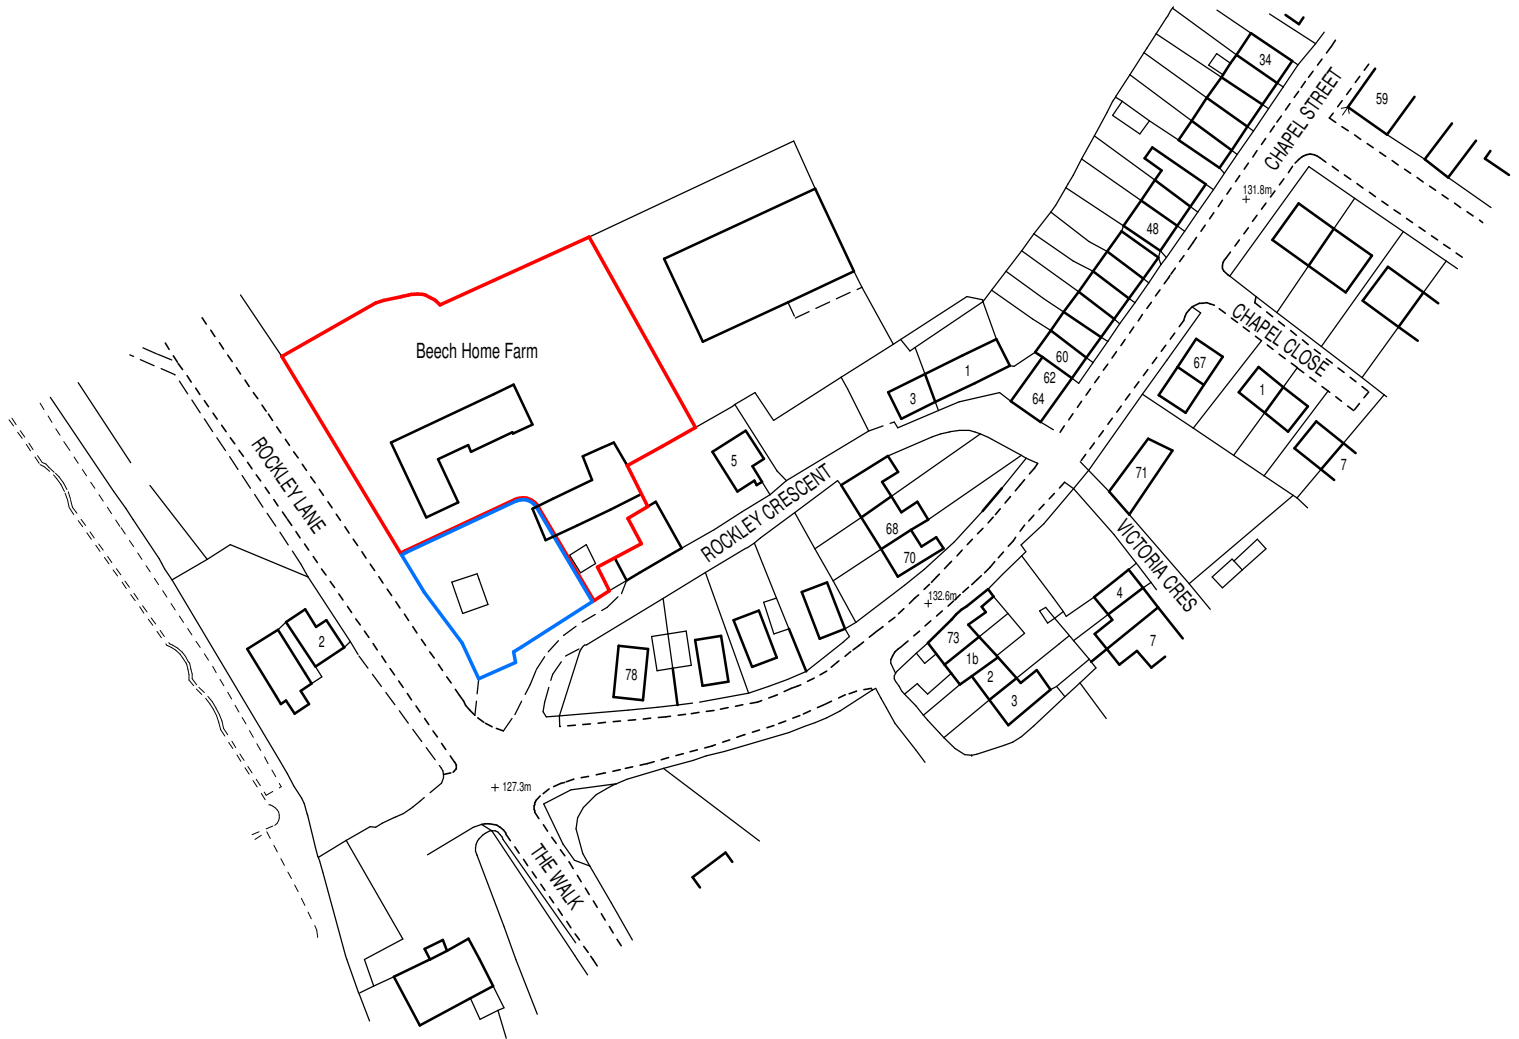 34
CHAPEL STREET
59
131.8m
48
CHAPEL CLOSE
Beech Home Farm
60
67
1
62
1
3
64
5
7
ROCKLEY LANE
71
ROCKLEY CRESCENT
68
70
VICTORIA CRES
4
132.6m
2
73
7
1b
78
2
3
127.3m
THE WALK